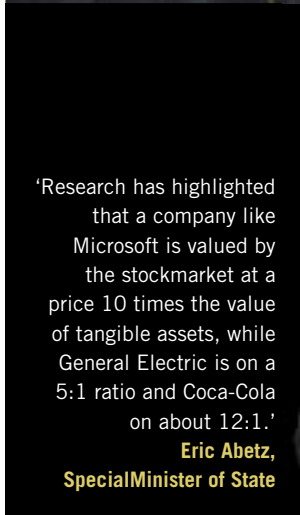 ‘Research has highlighted
that a company like
Microsoft is valued by
the stockmarket at a
price 10 times the value
of tangible assets, while
General Electric is on a
5:1 ratio and Coca-Cola
on about 12:1.’
Eric Abetz,
SpecialMinister of State